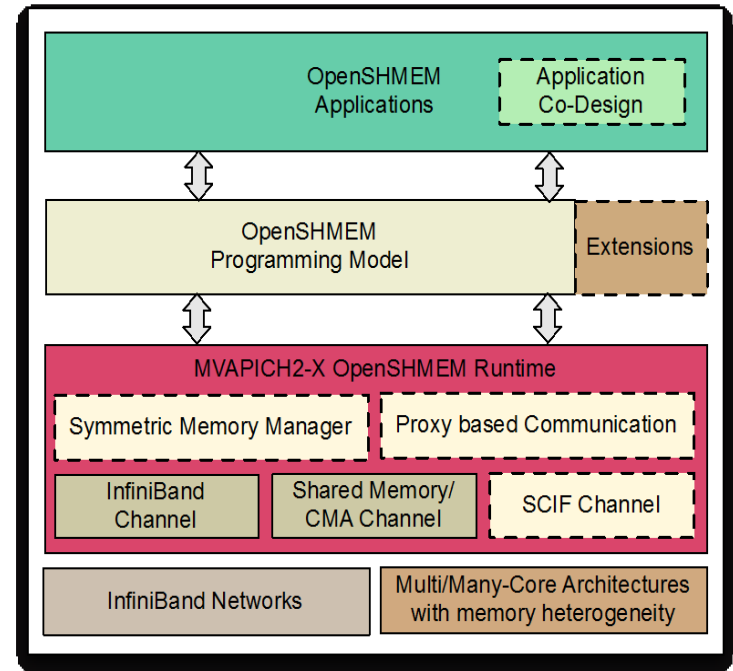 OpenSHMEM
Applications
Application
Co-Design
OpenSHMEM
Programming Model
Extensions
MVAPICH2-X OpenSHMEM Runtime
Symmetric Memory Manager
Proxy based Communication
InfiniBand
Channel
Shared Memory/
CMA Channel
SCIF Channel
InfiniBand Networks
Multi/Many-Core Architectures
with memory heterogeneity